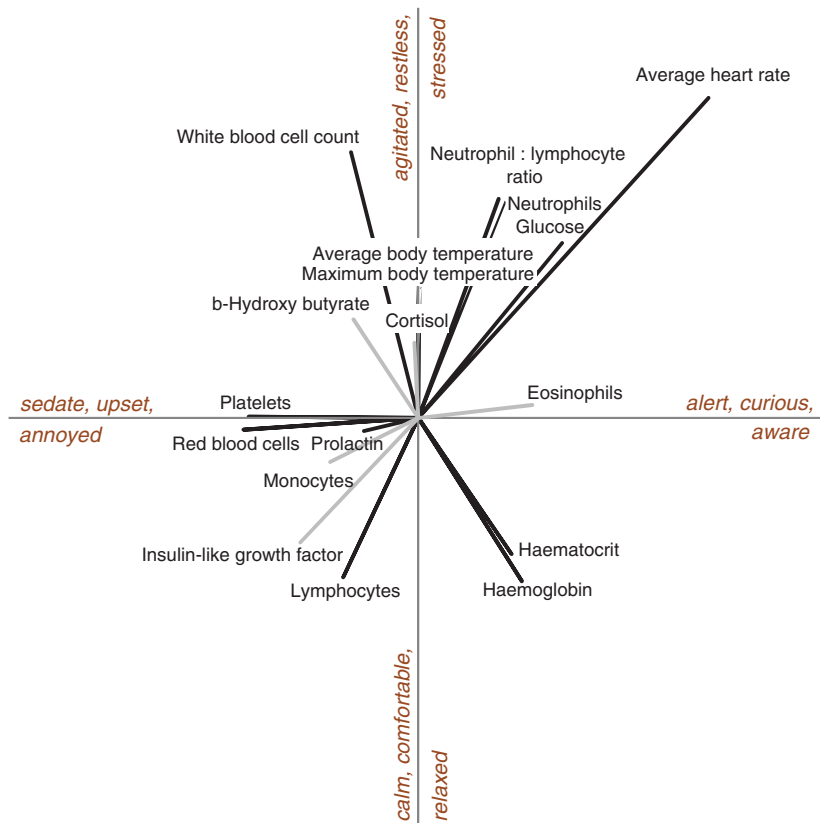 agitated, restless,
stressed
Average heart rate
White blood cell count
Neutrophil : lymphocyte
ratio
Neutrophils
Glucose
Average body temperature
Maximum body temperature
b-Hydroxy butyrate
Cortisol
Eosinophils
sedate, upset,
annoyed
Platelets
alert, curious,
aware
Red blood cells
Prolactin
Monocytes
Insulin-like growth factor
Haematocrit
Lymphocytes
Haemoglobin
calm, comfortable,
relaxed